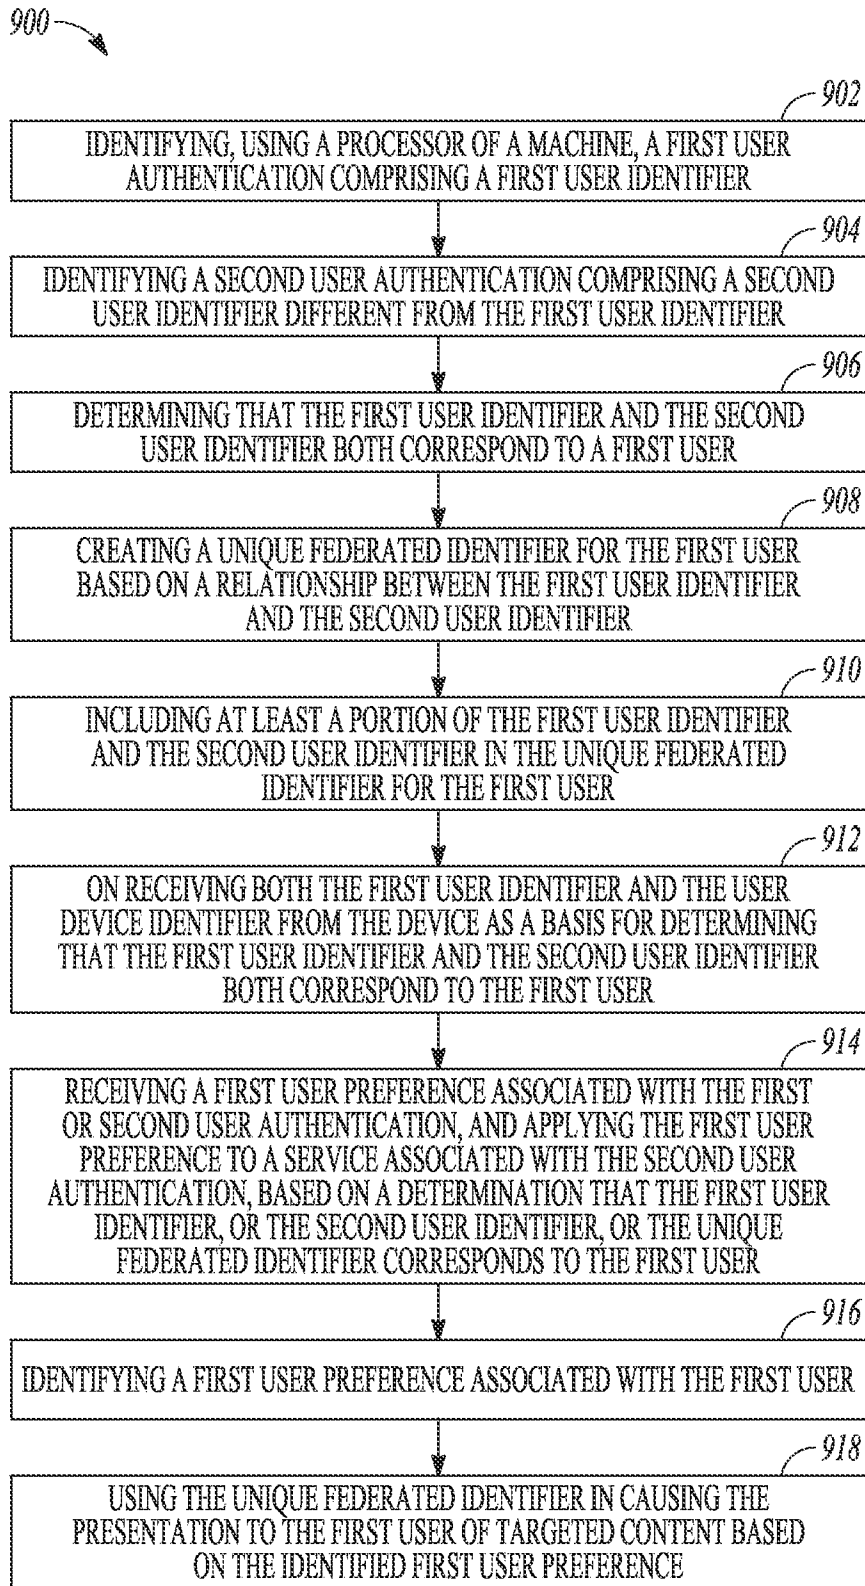 900
902
IDENTIFYING, USING A PROCESSOR OF A MACHINE, A FIRST USER
AUTHENTICATION COMPRISING A FIRST USER IDENTIFIER
904
IDENTIFYING A SECOND USER AUTHENTICATION COMPRISING A SECOND
USER IDENTIFIER DIFFERENT FROM THE FIRST USER IDENTIFIER
906
DETERMINING THAT THE FIRST USER IDENTIFIER AND THE SECOND
USER IDENTIFIER BOTH CORRESPOND TO A FIRST USER
908
CREATING A UNIQUE FEDERATED IDENTIFIER FOR THE FIRST USER
BASED ON A RELATIONSHIP BETWEEN THE FIRST USER IDENTIFIER
AND THE SECOND USER IDENTIFIER
910
INCLUDING AT LEAST A PORTION OF THE FIRST USER IDENTIFIER
AND THE SECOND USER IDENTIFIER IN THE UNIQUE FEDERATED
IDENTIFIER FOR THE FIRST USER
912
ON RECEIVING BOTH THE FIRST USER IDENTIFIER AND THE USER
DEVICE IDENTIFIER FROM THE DEVICE AS A BASIS FOR DETERMINING
THAT THE FIRST USER IDENTIFIER AND THE SECOND USER IDENTIFIER
BOTH CORRESPOND TO THE FIRST USER
914
RECEIVING A FIRST USER PREFERENCE ASSOCIATED WITH THE FIRST
OR SECOND USER AUTHENTICATION, AND APPLYING THE FIRST USER
PREFERENCE TO A SERVICE ASSOCIATED WITH THE SECOND USER
AUTHENTICATION, BASED ON A DETERMINATION THAT THE FIRST USER
IDENTIFIER, OR THE SECOND USER IDENTIFIER, OR THE UNIQUE
FEDERATED IDENTIFIER CORRESPONDS TO THE FIRST USER
916
IDENTIFYING A FIRST USER PREFERENCE ASSOCIATED WITH THE FIRST USER
918
USING THE UNIQUE FEDERATED IDENTIFIER IN CAUSING THE
PRESENTATION TO THE FIRST USER OF TARGETED CONTENT BASED
ON THE IDENTIFIED FIRST USER PREFERENCE